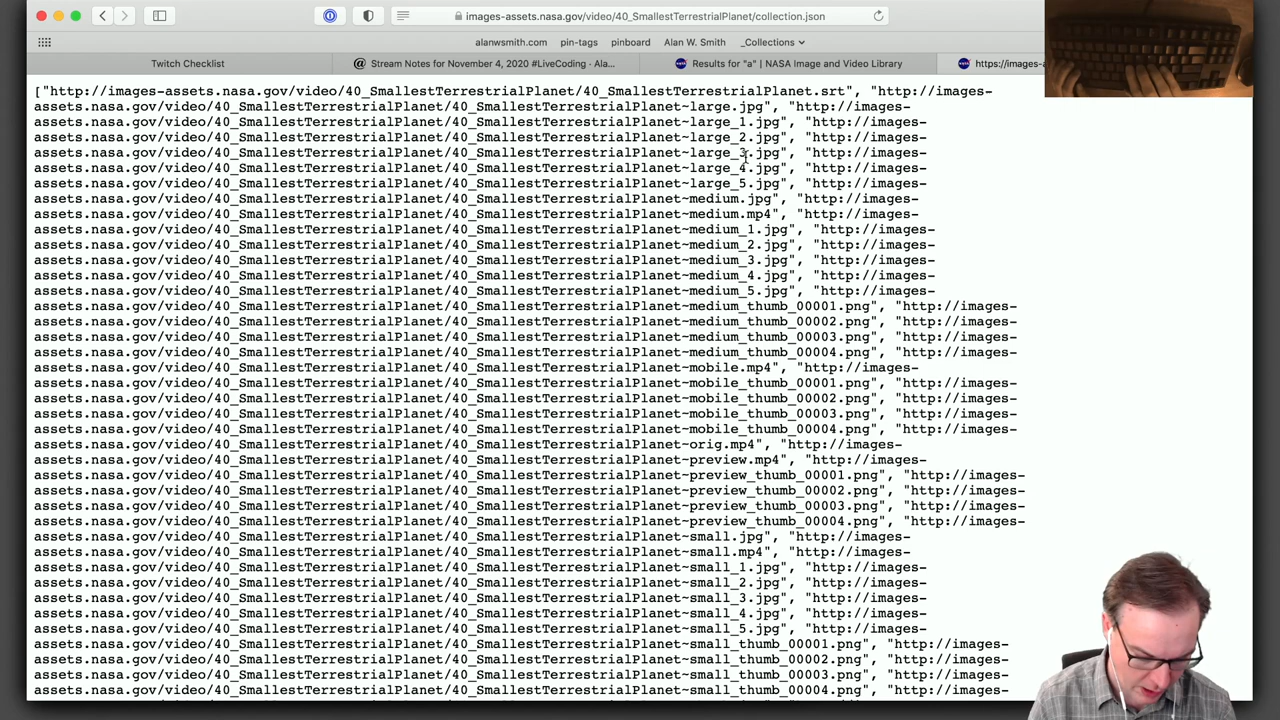 images-assets.nasa.gov/video/40_SmallestTerrestrialPlanet/collection.json
alanwsmith.com pin-tags pinboard Alan W. Smith _Collections
Twitch Checklist @ Stream Notes for November 4, 2020 #LiveCoding - Ala... Results for "a" | NASA Image and Video Library https://images-a
["http://images-assets.nasa.gov/video/40_SmallestTerrestrialPlanet/40_SmallestTerrestrialPlanet.srt", "http://images-
assets.nasa.gov/video/40_SmallestTerrestrialPlanet/40_SmallestTerrestrialPlanet~large.jpg", "http://images-
assets.nasa.gov/video/40_SmallestTerrestrialPlanet/40_SmallestTerrestrialPlanet~large_1.jpg", "http://images-
assets.nasa.gov/video/40_SmallestTerrestrialPlanet/40_SmallestTerrestrialPlanet~large_2.jpg", "http://images-
assets.nasa.gov/video/40_SmallestTerrestrialPlanet/40_SmallestTerrestrialPlanet~large_3.jpg", "http://images-
assets.nasa.gov/video/40_SmallestTerrestrialPlanet/40_SmallestTerrestrialPlanet~large_4.jpg", "http://images-
assets.nasa.gov/video/40_SmallestTerrestrialPlanet/40_SmallestTerrestrialPlanet~large_5.jpg", "http://images-
assets.nasa.gov/video/40_SmallestTerrestrialPlanet/40_SmallestTerrestrialPlanet~medium.jpg", "http://images-
assets.nasa.gov/video/40_SmallestTerrestrialPlanet/40_SmallestTerrestrialPlanet~medium.mp4", "http://images-
assets.nasa.gov/video/40_SmallestTerrestrialPlanet/40_SmallestTerrestrialPlanet~medium_1.jpg", "http://images-
assets.nasa.gov/video/40_SmallestTerrestrialPlanet/40_SmallestTerrestrialPlanet~medium_2.jpg", "http://images-
assets.nasa.gov/video/40_SmallestTerrestrialPlanet/40_SmallestTerrestrialPlanet~medium_3.jpg", "http://images-
assets.nasa.gov/video/40_SmallestTerrestrialPlanet/40_SmallestTerrestrialPlanet~medium_4.jpg", "http://images-
assets.nasa.gov/video/40_SmallestTerrestrialPlanet/40_SmallestTerrestrialPlanet~medium_5.jpg", "http://images-
assets.nasa.gov/video/40_SmallestTerrestrialPlanet/40_SmallestTerrestrialPlanet~medium_thumb_00001.png", "http://images-
assets.nasa.gov/video/40_SmallestTerrestrialPlanet/40_SmallestTerrestrialPlanet~medium_thumb_00002.png", "http://images-
assets.nasa.gov/video/40_SmallestTerrestrialPlanet/40_SmallestTerrestrialPlanet~medium_thumb_00003.png", "http://images-
assets.nasa.gov/video/40_SmallestTerrestrialPlanet/40_SmallestTerrestrialPlanet~medium_thumb_00004.png", "http://images-
assets.nasa.gov/video/40_SmallestTerrestrialPlanet/40_SmallestTerrestrialPlanet~mobile.mp4", "http://images-
assets.nasa.gov/video/40_SmallestTerrestrialPlanet/40_SmallestTerrestrialPlanet~mobile_thumb_00001.png", "http://images-
assets.nasa.gov/video/40_SmallestTerrestrialPlanet/40_SmallestTerrestrialPlanet~mobile_thumb_00002.png", "http://images-
assets.nasa.gov/video/40_SmallestTerrestrialPlanet/40_SmallestTerrestrialPlanet~mobile_thumb_00003.png", "http://images-
assets.nasa.gov/video/40_SmallestTerrestrialPlanet/40_SmallestTerrestrialPlanet~mobile_thumb_00004.png", "http://images-
assets.nasa.gov/video/40_SmallestTerrestrialPlanet/40_SmallestTerrestrialPlanet~orig.mp4", "http://images-
assets.nasa.gov/video/40_SmallestTerrestrialPlanet/40_SmallestTerrestrialPlanet~preview.mp4", "http://images-
assets.nasa.gov/video/40_SmallestTerrestrialPlanet/40_SmallestTerrestrialPlanet~preview_thumb_00001.png", "http://images-
assets.nasa.gov/video/40_SmallestTerrestrialPlanet/40_SmallestTerrestrialPlanet~preview_thumb_00002.png", "http://images-
assets.nasa.gov/video/40_SmallestTerrestrialPlanet/40_SmallestTerrestrialPlanet~preview_thumb_00003.png", "http://images-
assets.nasa.gov/video/40_SmallestTerrestrialPlanet/40_SmallestTerrestrialPlanet~preview_thumb_00004.png", "http://images-
assets.nasa.gov/video/40_SmallestTerrestrialPlanet/40_SmallestTerrestrialPlanet~small.jpg", "http://images-
assets.nasa.gov/video/40_SmallestTerrestrialPlanet/40_SmallestTerrestrialPlanet~small.mp4", "http://images-
assets.nasa.gov/video/40_SmallestTerrestrialPlanet/40_SmallestTerrestrialPlanet~small_1.jpg", "http://images-
assets.nasa.gov/video/40_SmallestTerrestrialPlanet/40_SmallestTerrestrialPlanet~small_2.jpg", "http://images-
assets.nasa.gov/video/40_SmallestTerrestrialPlanet/40_SmallestTerrestrialPlanet~small_3.jpg", "http://images-
assets.nasa.gov/video/40_SmallestTerrestrialPlanet/40_SmallestTerrestrialPlanet~small_4.jpg", "http://images-
assets.nasa.gov/video/40_SmallestTerrestrialPlanet/40_SmallestTerrestrialPlanet~small_5.jpg", "http://images-
assets.nasa.gov/video/40_SmallestTerrestrialPlanet/40_SmallestTerrestrialPlanet~small_thumb_00001.png", "http://images-
assets.nasa.gov/video/40_SmallestTerrestrialPlanet/40_SmallestTerrestrialPlanet~small_thumb_00002.png", "http://images-
assets.nasa.gov/video/40_SmallestTerrestrialPlanet/40_SmallestTerrestrialPlanet~small_thumb_00003.png", "http://images-
assets.nasa.gov/video/40_SmallestTerrestrialPlanet/40_SmallestTerrestrialPlanet~small_thumb_00004.png", "http://images-